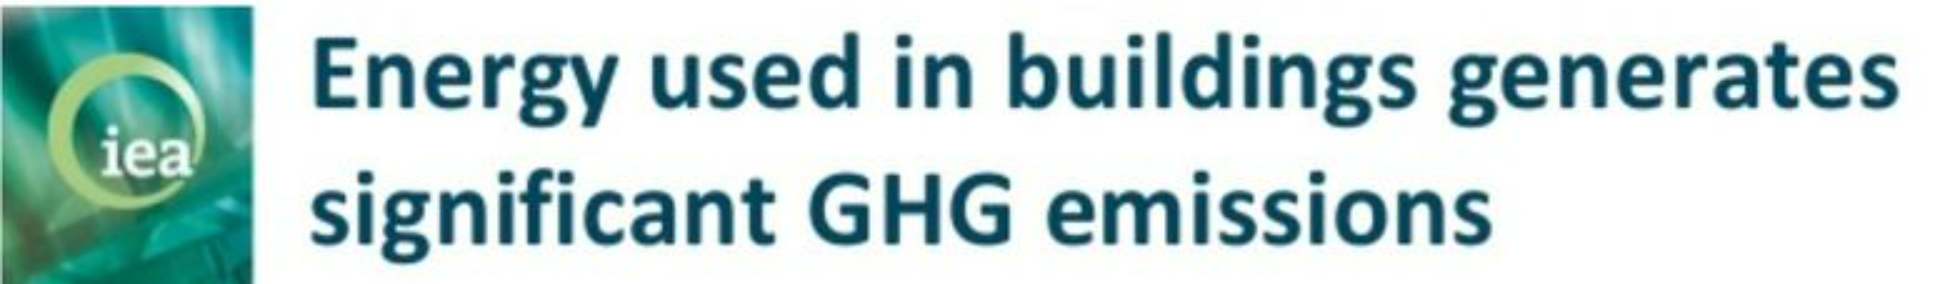 iea
Energy used in buildings generates
significant GHG emissions